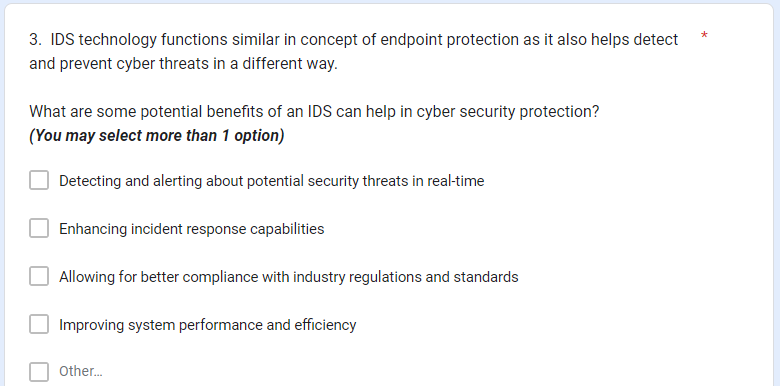 3. IDS technology functions similar in concept of endpoint protection as it also helps detect *
and prevent cyber threats in a different way.
What are some potential benefits of an IDS can help in cyber security protection?
(You may select more than 1 option)
Detecting and alerting about potential security threats in real-time
Enhancing incident response capabilities
Allowing for better compliance with industry regulations and standards
Improving system performance and efficiency
Other...